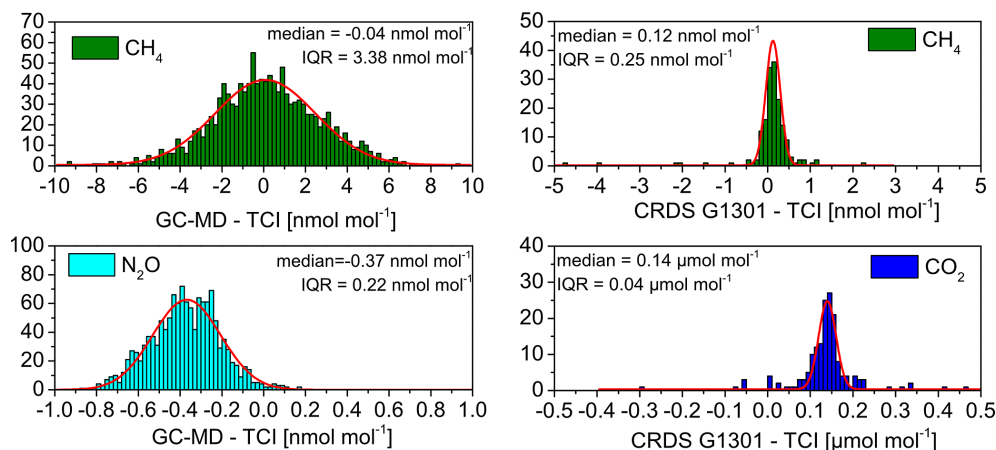 70
60
50
40
30
20
10
0
CH₄
median = -0.04 nmol mol⁻¹
IQR = 3.38 nmol mol⁻¹
-10 -8 -6 -4 -2 0 2 4 6 8 10
GC-MD - TCI [nmol mol⁻¹]
50
40
30
20
10
0
median = 0.12 nmol mol⁻¹
IQR = 0.25 nmol mol⁻¹
CH₄
-5 -4 -3 -2 -1 0 1 2 3 4 5
CRDS G1301 - TCI [nmol mol⁻¹]
100
80
60
40
20
0
N₂O
median=-0.37 nmol mol⁻¹
IQR = 0.22 nmol mol⁻¹
-1.0 -0.8 -0.6 -0.4 -0.2 0.0 0.2 0.4 0.6 0.8 1.0
GC-MD - TCI [nmol mol⁻¹]
40
30
20
10
0
median = 0.14 µmol mol⁻¹
IQR = 0.04 µmol mol⁻¹
CO₂
-0.5 -0.4 -0.3 -0.2 -0.1 0.0 0.1 0.2 0.3 0.4 0.5
CRDS G1301 - TCI [µmol mol⁻¹]